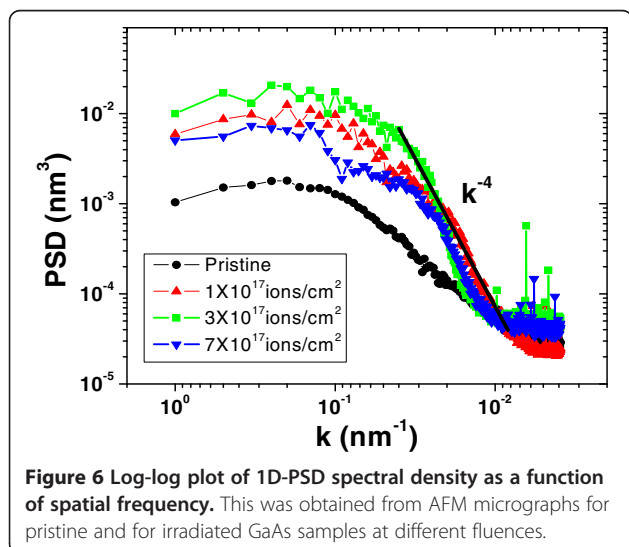 10⁻²
10⁻³
10⁻⁴
10⁻⁵
PSD (nm³)
k⁻⁴
Pristine
1X10¹⁷ions/cm²
3X10¹⁷ions/cm²
7X10¹⁷ions/cm²
10⁰
10⁻¹
10⁻²
k (nm⁻¹)
Figure 6 Log-log plot of 1D-PSD spectral density as a function
of spatial frequency. This was obtained from AFM micrographs for
pristine and for irradiated GaAs samples at different fluences.